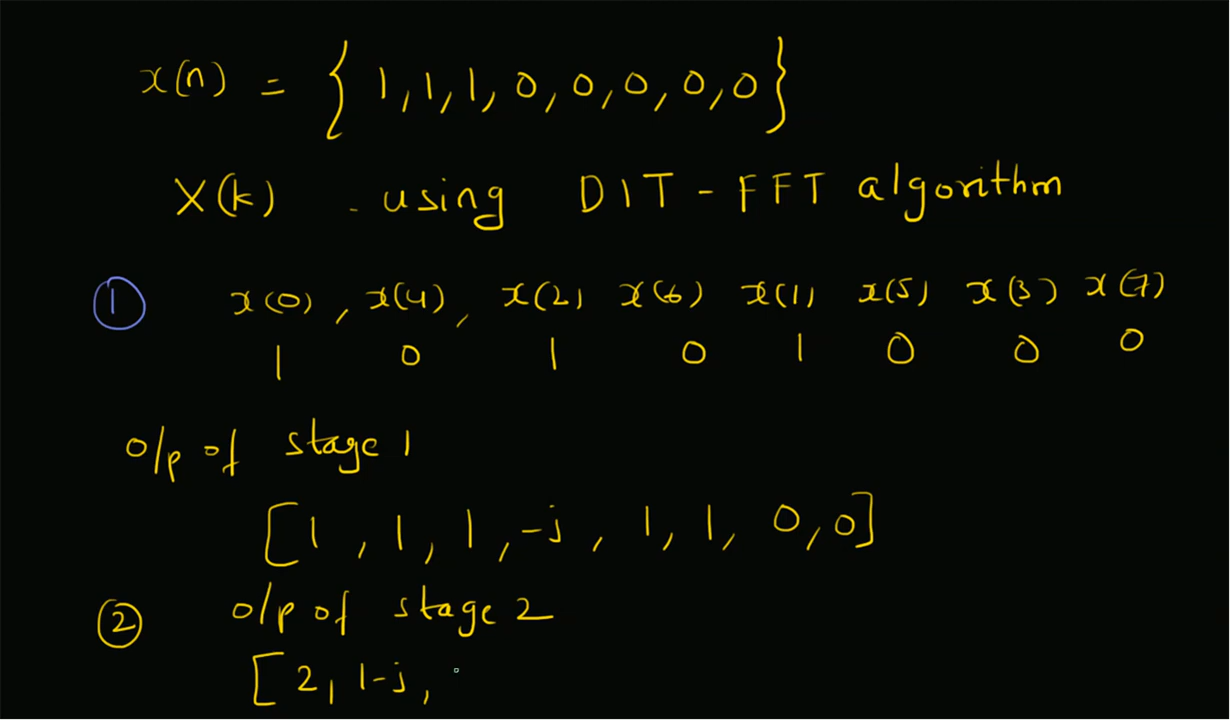 x(n) = { 1, 1, 1, 0, 0, 0, 0, 0 }
X(k) - using DIT - FFT algorithm
① x(0), x(4), x(2) x(6) x(1) x(5) x(3) x(7)
1 0 1 0 1 0 0 0
o/p of stage 1
[ 1, 1, 1, -j, 1, 1, 0, 0 ]
② o/p of stage 2
[ 2, 1-j,